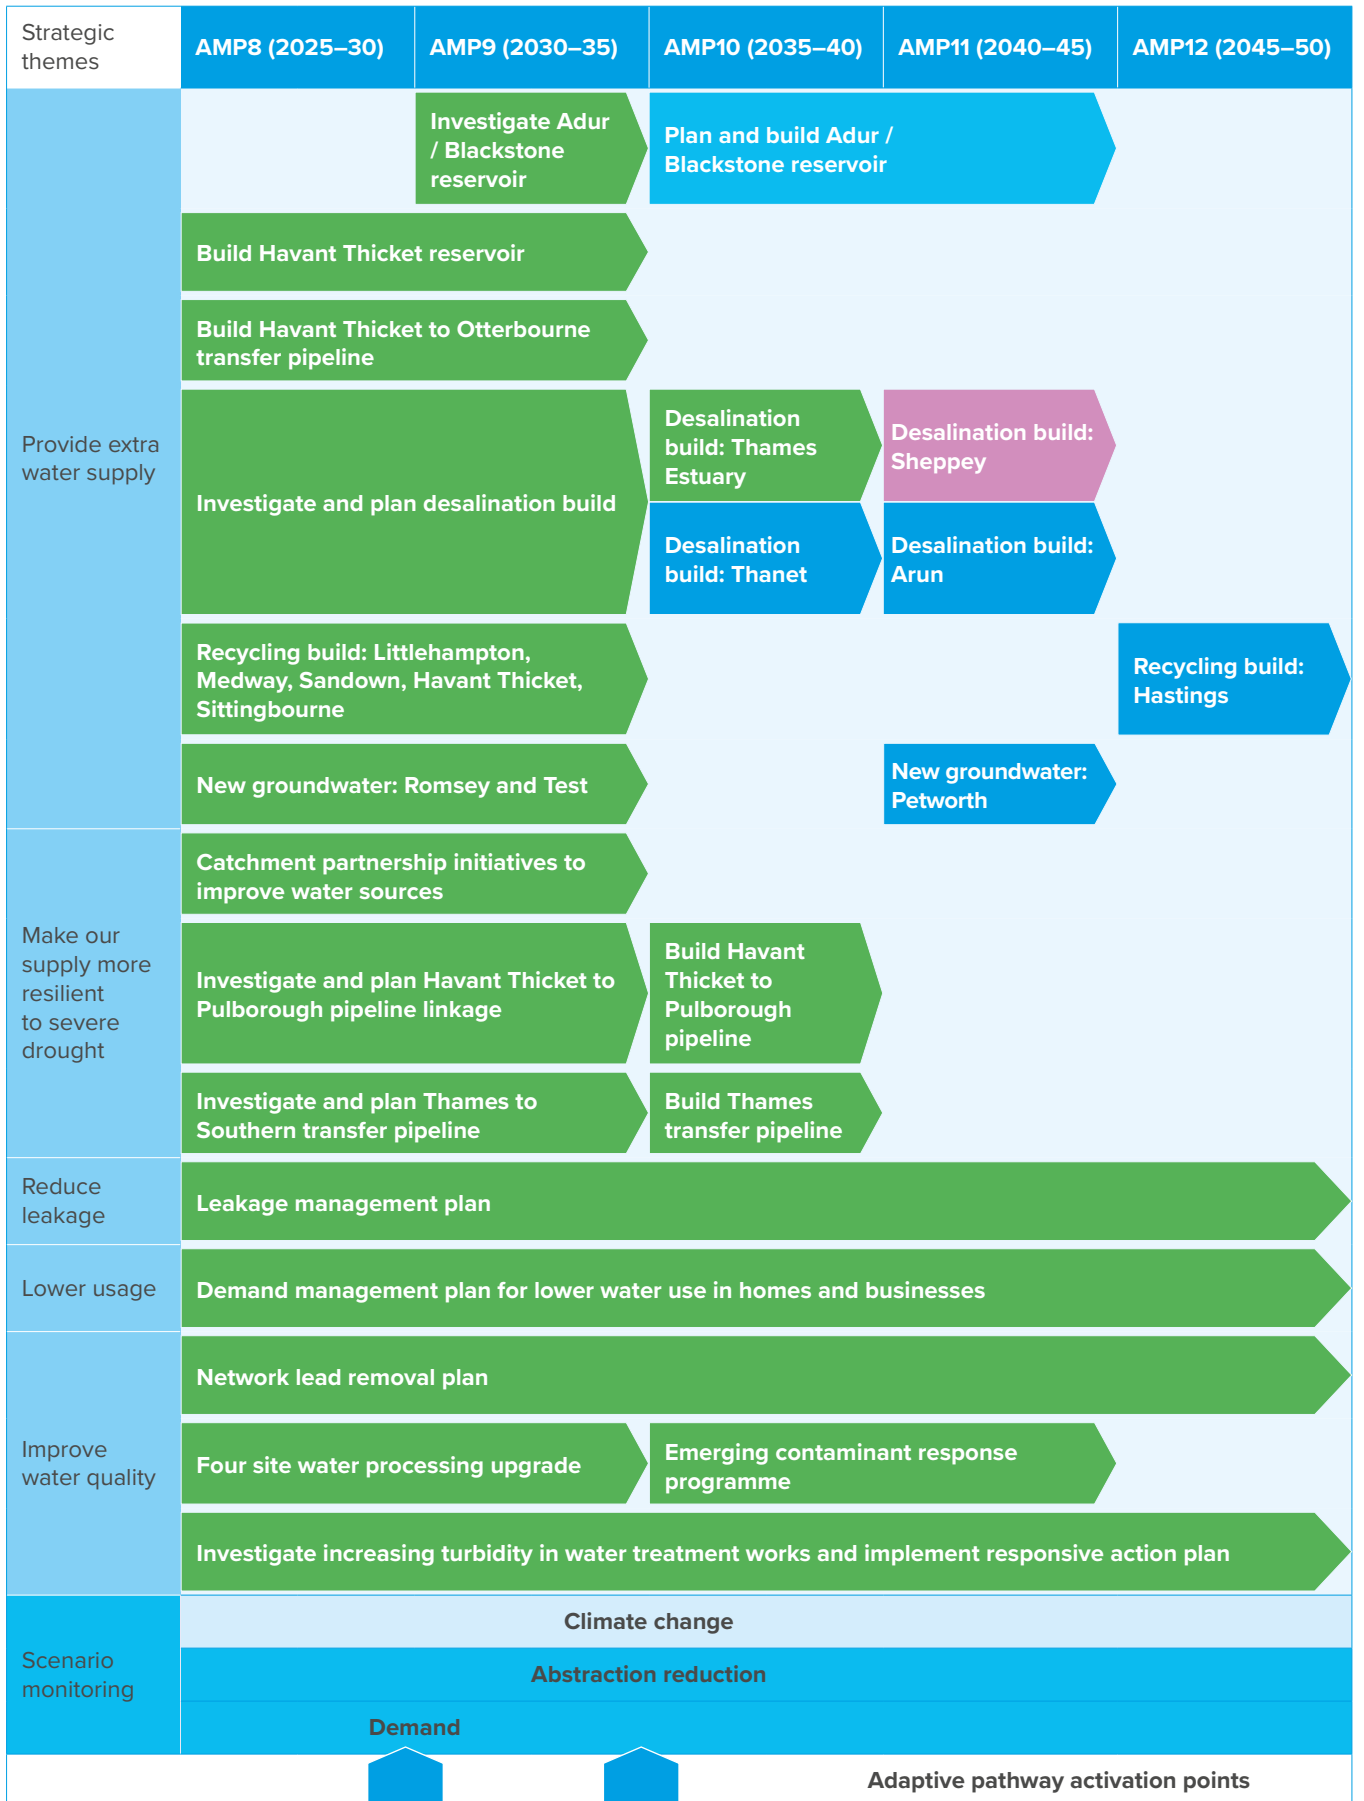 Strategic
themes
AMP8 (2025–30)
AMP9 (2030–35)
AMP10 (2035–40)
AMP11 (2040–45)
AMP12 (2045–50)
Provide extra
water supply
Investigate Adur
/ Blackstone
reservoir
Plan and build Adur /
Blackstone reservoir
Build Havant Thicket reservoir
Build Havant Thicket to Otterbourne
transfer pipeline
Investigate and plan desalination build
Desalination
build: Thames
Estuary
Desalination build:
Sheppey
Desalination
build: Thanet
Desalination build:
Arun
Recycling build: Littlehampton,
Medway, Sandown, Havant Thicket,
Sittingbourne
Recycling build:
Hastings
New groundwater: Romsey and Test
New groundwater:
Petworth
Make our
supply more
resilient
to severe
drought
Catchment partnership initiatives to
improve water sources
Investigate and plan Havant Thicket to
Pulborough pipeline linkage
Build Havant
Thicket to
Pulborough
pipeline
Investigate and plan Thames to
Southern transfer pipeline
Build Thames
transfer pipeline
Reduce
leakage
Leakage management plan
Lower usage
Demand management plan for lower water use in homes and businesses
Improve
water quality
Network lead removal plan
Four site water processing upgrade
Emerging contaminant response
programme
Investigate increasing turbidity in water treatment works and implement responsive action plan
Scenario
monitoring
Climate change
Abstraction reduction
Demand
Adaptive pathway activation points